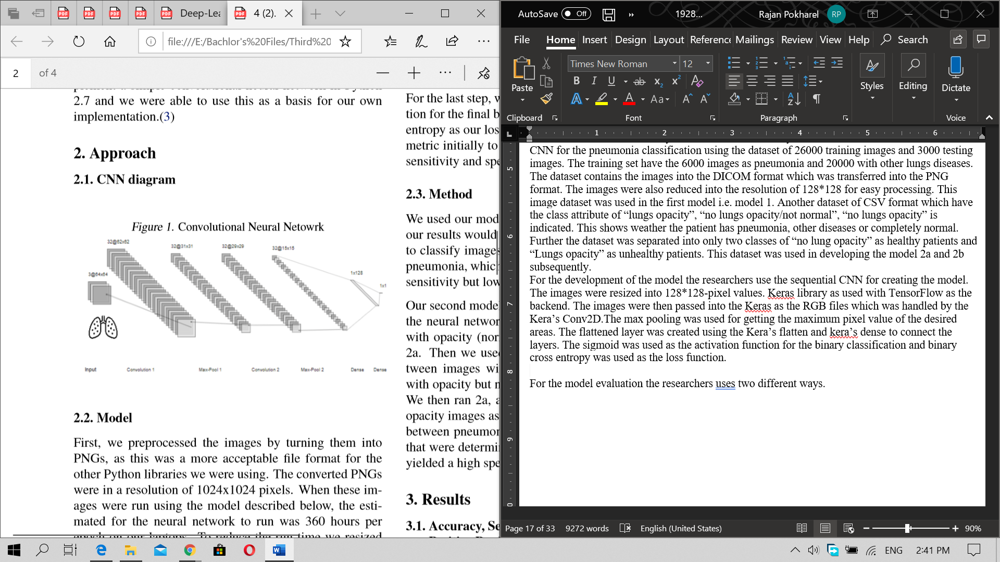 Deep-Lea
4 (2).
file:///E:/Bachlor's%20Files/Third%20
2
of 4
2.7 and we were able to use this as a basis for our own
implementation.(3)
2. Approach
2.1. CNN diagram
Figure 1. Convolutional Neural Netowrk
32@62x62
32@31x31
32@29x29
32@15x15
3@64x64
1x128
1x1
Input
Convolution 1
Max-Pool 1
Convolution 2
Max-Pool 2
Dense
Dense
2.2. Model
First, we preprocessed the images by turning them into
PNGs, as this was a more acceptable file format for the
other Python libraries we were using. The converted PNGs
were in a resolution of 1024x1024 pixels. When these im-
ages were run using the model described below, the esti-
mated for the neural network to run was 360 hours per
epoch on our laptops. To reduce the run time we resized
For the last step, w
tion for the final b
entropy as our los
metric initially to
sensitivity and spe
2.3. Method
We used our mod
our results would
to classify images
pneumonia, which
sensitivity but low
Our second mode
the neural networ
with opacity (nor
2a. Then we used
tween images wi
with opacity but n
We then ran 2a, a
opacity images as
between pneumon
that were determi
yielded a high spe
3. Results
3.1. Accuracy, Se
AutoSave Off
1928...
Rajan Pokharel RP
File Home Insert Design Layout Referenc Mailings Review View Help Search
Paste
Clipboard
Times New Roman 12
B I U ab x₂ x²
A A Aa A A
Font
Paragraph
Styles
Editing
Dictate
Voice
L 1 2 3 4 5 6
5
6
7
8
9
CNN for the pneumonia classification using the dataset of 26000 training images and 3000 testing
images. The training set have the 6000 images as pneumonia and 20000 with other lungs diseases.
The dataset contains the images into the DICOM format which was transferred into the PNG
format. The images were also reduced into the resolution of 128*128 for easy processing. This
image dataset was used in the first model i.e. model 1. Another dataset of CSV format which have
the class attribute of “lungs opacity”, “no lungs opacity/not normal”, “no lungs opacity” is
indicated. This shows weather the patient has pneumonia, other diseases or completely normal.
Further the dataset was separated into only two classes of “no lung opacity” as healthy patients and
“Lungs opacity” as unhealthy patients. This dataset was used in developing the model 2a and 2b
subsequently.
For the development of the model the researchers use the sequential CNN for creating the model.
The images were resized into 128*128-pixel values. Keras library as used with TensorFlow as the
backend. The images were then passed into the Keras as the RGB files which was handled by the
Kera’s Conv2D.The max pooling was used for getting the maximum pixel value of the desired
areas. The flattened layer was created using the Kera’s flatten and kera’s dense to connect the
layers. The sigmoid was used as the activation function for the binary classification and binary
cross entropy was used as the loss function.
For the model evaluation the researchers uses two different ways.
Page 17 of 33
9272 words
English (United States)
90%
ENG
2:41 PM